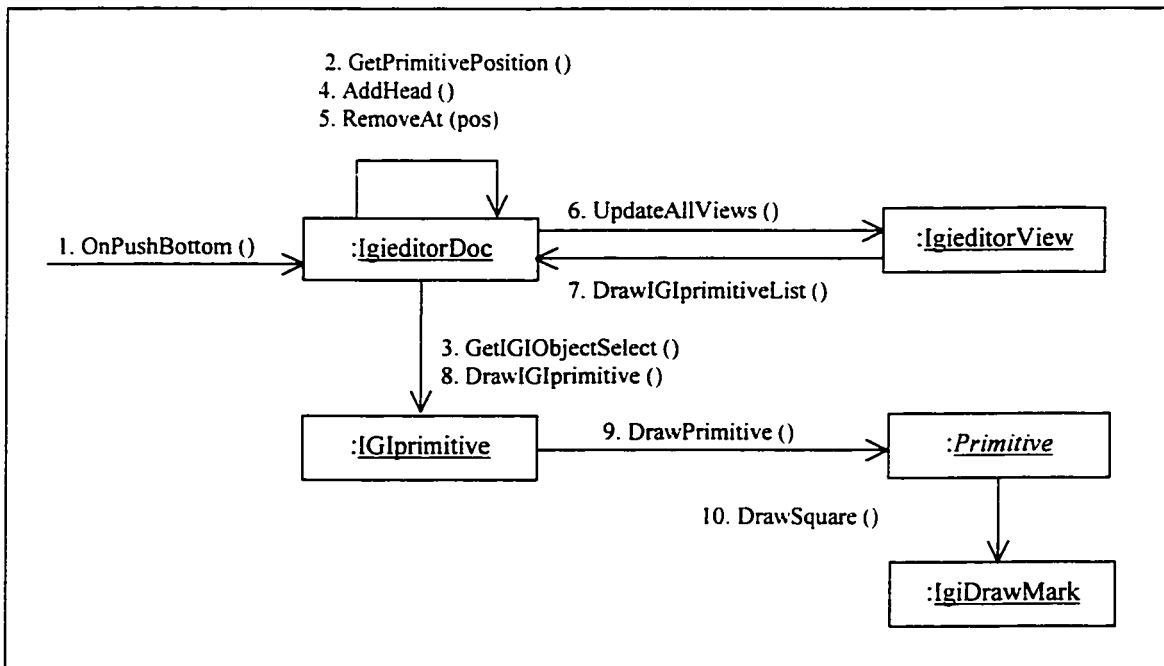 2. GetPrimitivePosition ()
4. AddHead ()
5. RemoveAt (pos)
1. OnPushBottom ()
:IgieditorDoc
6. UpdateAllViews ()
:IgieditorView
7. DrawIGIprimitiveList ()
3. GetIGIObjectSelect ()
8. DrawIGIprimitive ()
:IGIprimitive
9. DrawPrimitive ()
:Primitive
10. DrawSquare ()
:IgiDrawMark